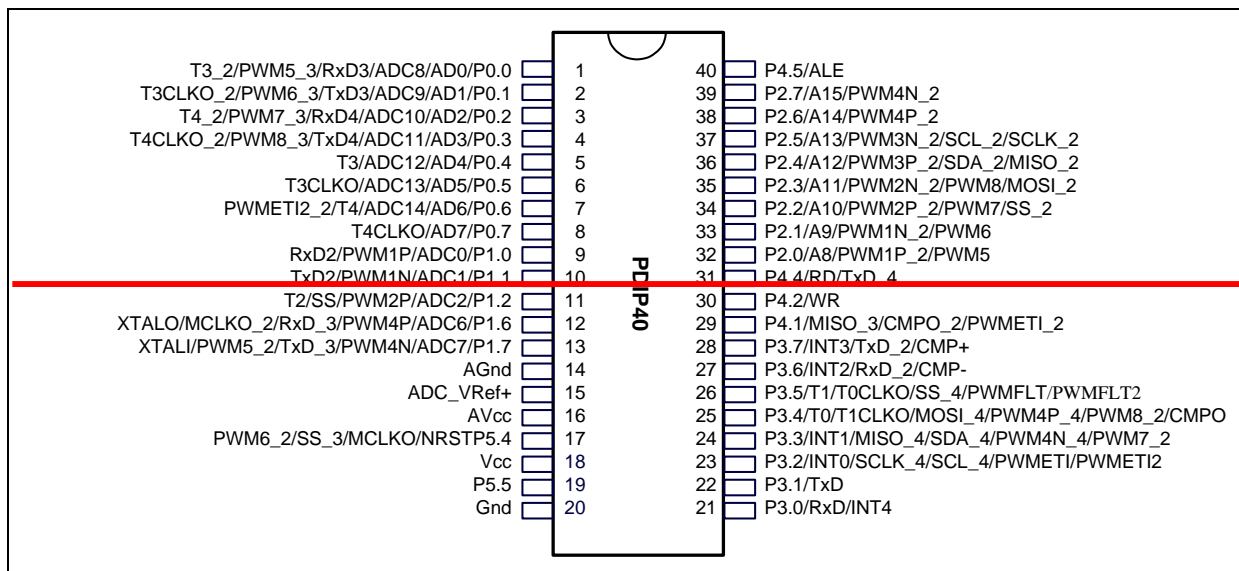 T3_2/PWM5_3/RxD3/ADC8/AD0/P0.0 1 40 P4.5/ALE
T3CLKO_2/PWM6_3/TxD3/ADC9/AD1/P0.1 2 39 P2.7/A15/PWM4N_2
T4_2/PWM7_3/RxD4/ADC10/AD2/P0.2 3 38 P2.6/A14/PWM4P_2
T4CLKO_2/PWM8_3/TxD4/ADC11/AD3/P0.3 4 37 P2.5/A13/PWM3N_2/SCL_2/SCLK_2
T3/ADC12/AD4/P0.4 5 36 P2.4/A12/PWM3P_2/SDA_2/MISO_2
T3CLKO/ADC13/AD5/P0.5 6 35 P2.3/A11/PWM2N_2/PWM8/MOSI_2
PWMETI2_2/T4/ADC14/AD6/P0.6 7 34 P2.2/A10/PWM2P_2/PWM7/SS_2
T4CLKO/AD7/P0.7 8 33 P2.1/A9/PWM1N_2/PWM6
RxD2/PWM1P/ADC0/P1.0 9 32 P2.0/A8/PWM1P_2/PWM5
TxD2/PWM1N/ADC1/P1.1 10 31 P4.4/RD/TxD_4
PDIP40
T2/SS/PWM2P/ADC2/P1.2 11 30 P4.2/WR
XTALO/MCLKO_2/RxD_3/PWM4P/ADC6/P1.6 12 29 P4.1/MISO_3/CMPO_2/PWMETI_2
XTALI/PWM5_2/TxD_3/PWM4N/ADC7/P1.7 13 28 P3.7/INT3/TxD_2/CMP+
AGnd 14 27 P3.6/INT2/RxD_2/CMP-
ADC_VRef+ 15 26 P3.5/T1/T0CLKO/SS_4/PWMFLT/PWMFLT2
AVcc 16 25 P3.4/T0/T1CLKO/MOSI_4/PWM4P_4/PWM8_2/CMPO
PWM6_2/SS_3/MCLKO/NRSTP5.4 17 24 P3.3/INT1/MISO_4/SDA_4/PWM4N_4/PWM7_2
Vcc 18 23 P3.2/INT0/SCLK_4/SCL_4/PWMETI/PWMETI2
P5.5 19 22 P3.1/TxD
Gnd 20 21 P3.0/RxD/INT4